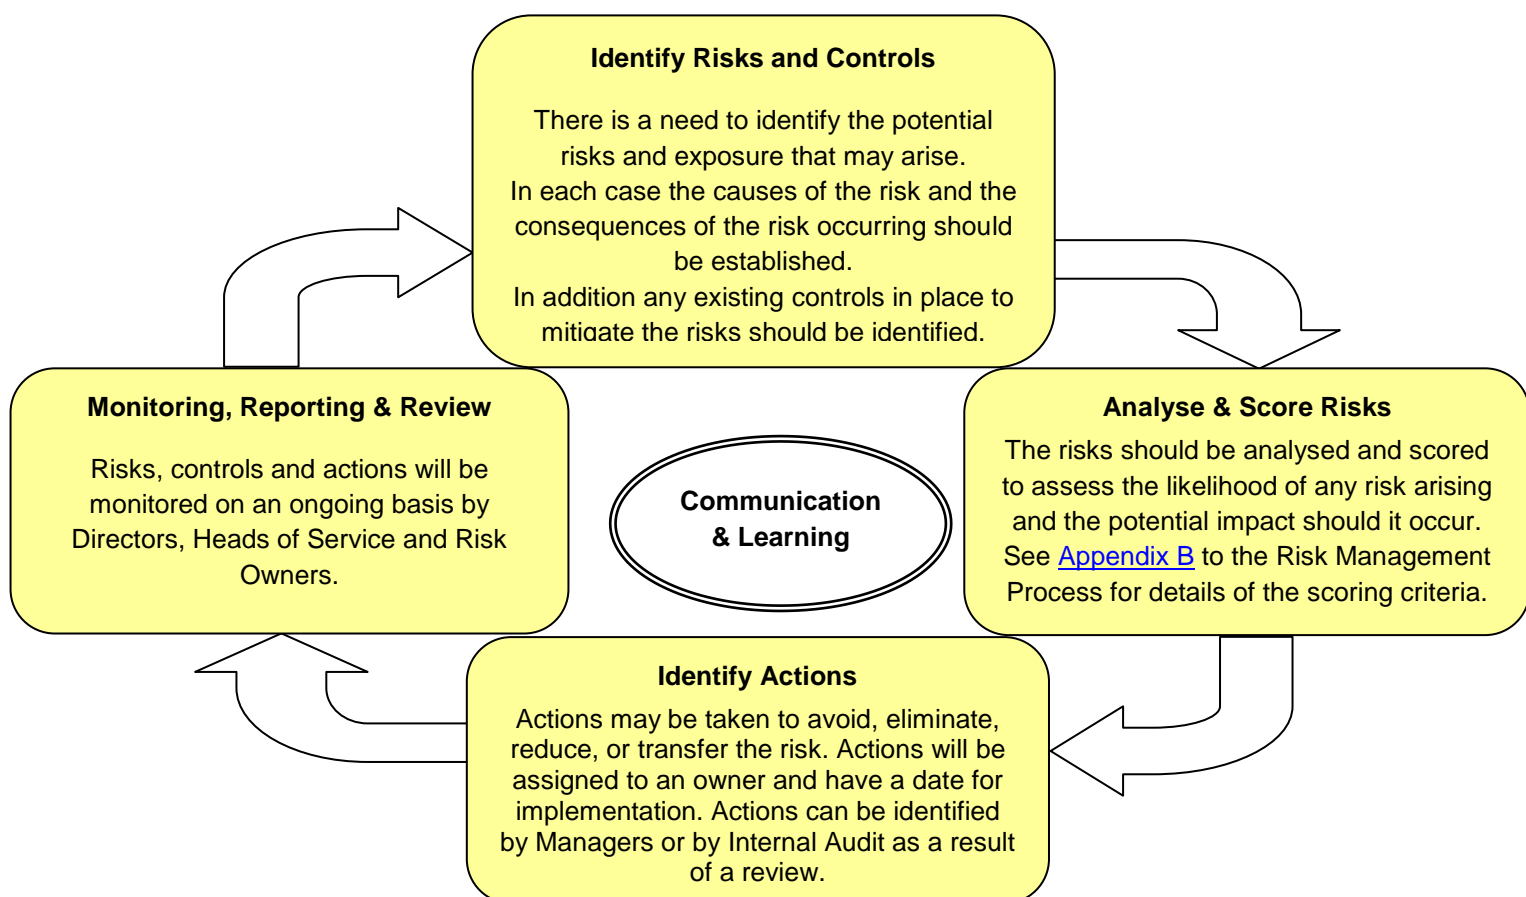 Identify Risks and Controls
There is a need to identify the potential
risks and exposure that may arise.
In each case the causes of the risk and the
consequences of the risk occurring should
be established.
In addition any existing controls in place to
mitigate the risks should be identified.
Monitoring, Reporting & Review
Risks, controls and actions will be
monitored on an ongoing basis by
Directors, Heads of Service and Risk
Owners.
Communication
& Learning
Analyse & Score Risks
The risks should be analysed and scored
to assess the likelihood of any risk arising
and the potential impact should it occur.
See Appendix B to the Risk Management
Process for details of the scoring criteria.
Identify Actions
Actions may be taken to avoid, eliminate,
reduce, or transfer the risk. Actions will be
assigned to an owner and have a date for
implementation. Actions can be identified
by Managers or by Internal Audit as a result
of a review.